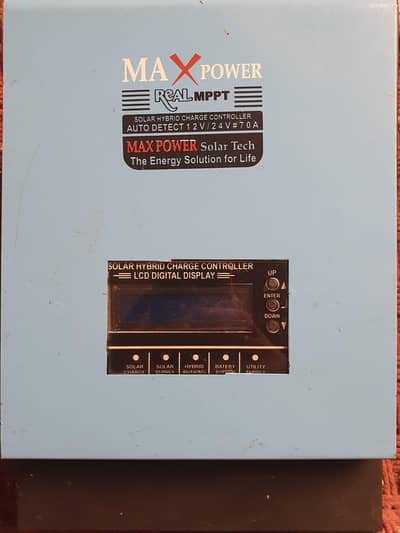 MAX POWER
REAL MPPT
SOLAR HYBRID CHARGE CONTROLLER
AUTO DETECT 12V/24V#70A
MAX POWER Solar Tech
The Energy Solution for Life
SOLAR HYBRID CHARGE CONTROLLER
LCD DIGITAL DISPLAY
UP
ENTER
DOWN
SOLAR SOLAR HYBRID UTILITY
CHARGE